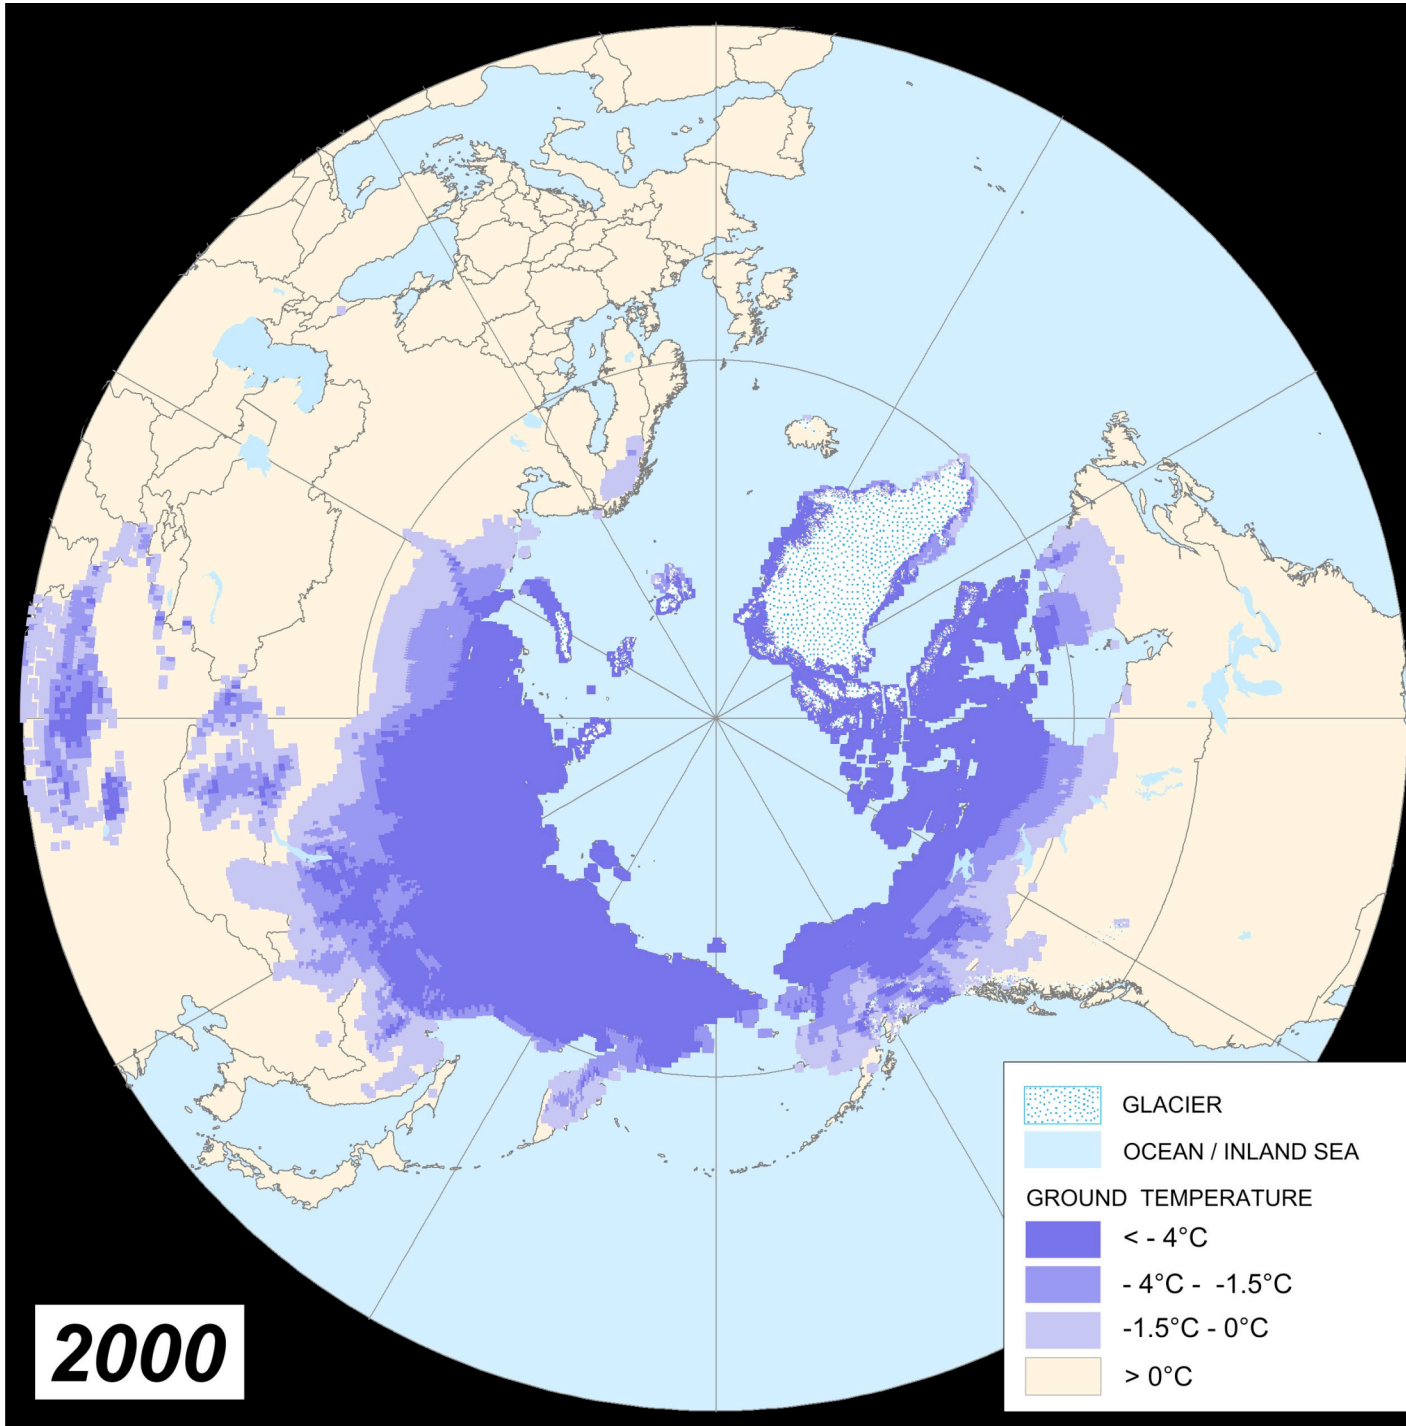 GLACIER
OCEAN / INLAND SEA
GROUND TEMPERATURE
< - 4°C
- 4°C - -1.5°C
-1.5°C - 0°C
> 0°C
2000